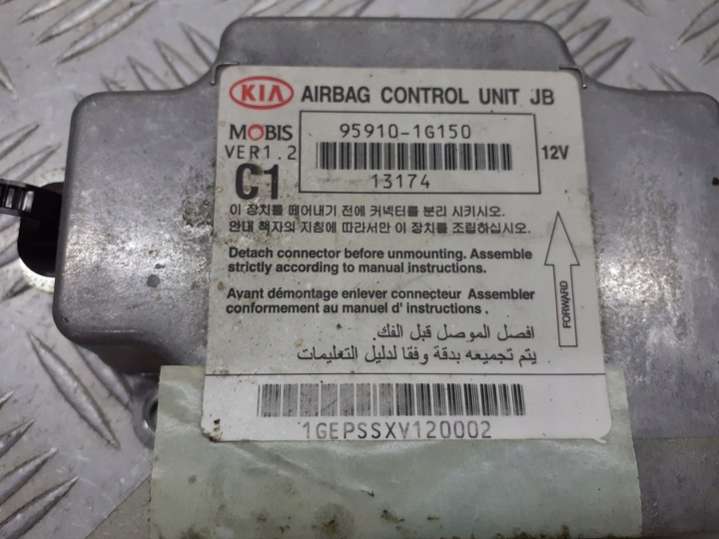 KIA AIRBAG CONTROL UNIT JB
MOBIS 95910-1G150
VER1.2 12V
C1 13174
이 장치를 떼어내기 전에 커넥터를 분리 시키시오.
안내 책자의 지침에 따라서만 이 장치를 조립하십시오.
Detach connector before unmounting. Assemble
strictly according to manual instructions.
Avant démontage enlever connecteur Assembler
conformement au manuel d' instructions .
افصل الموصل قبل الفك.
يتم تجميعه بدقة وفقا لدليل التعليمات
FORWARD
1GEPSSXV120002